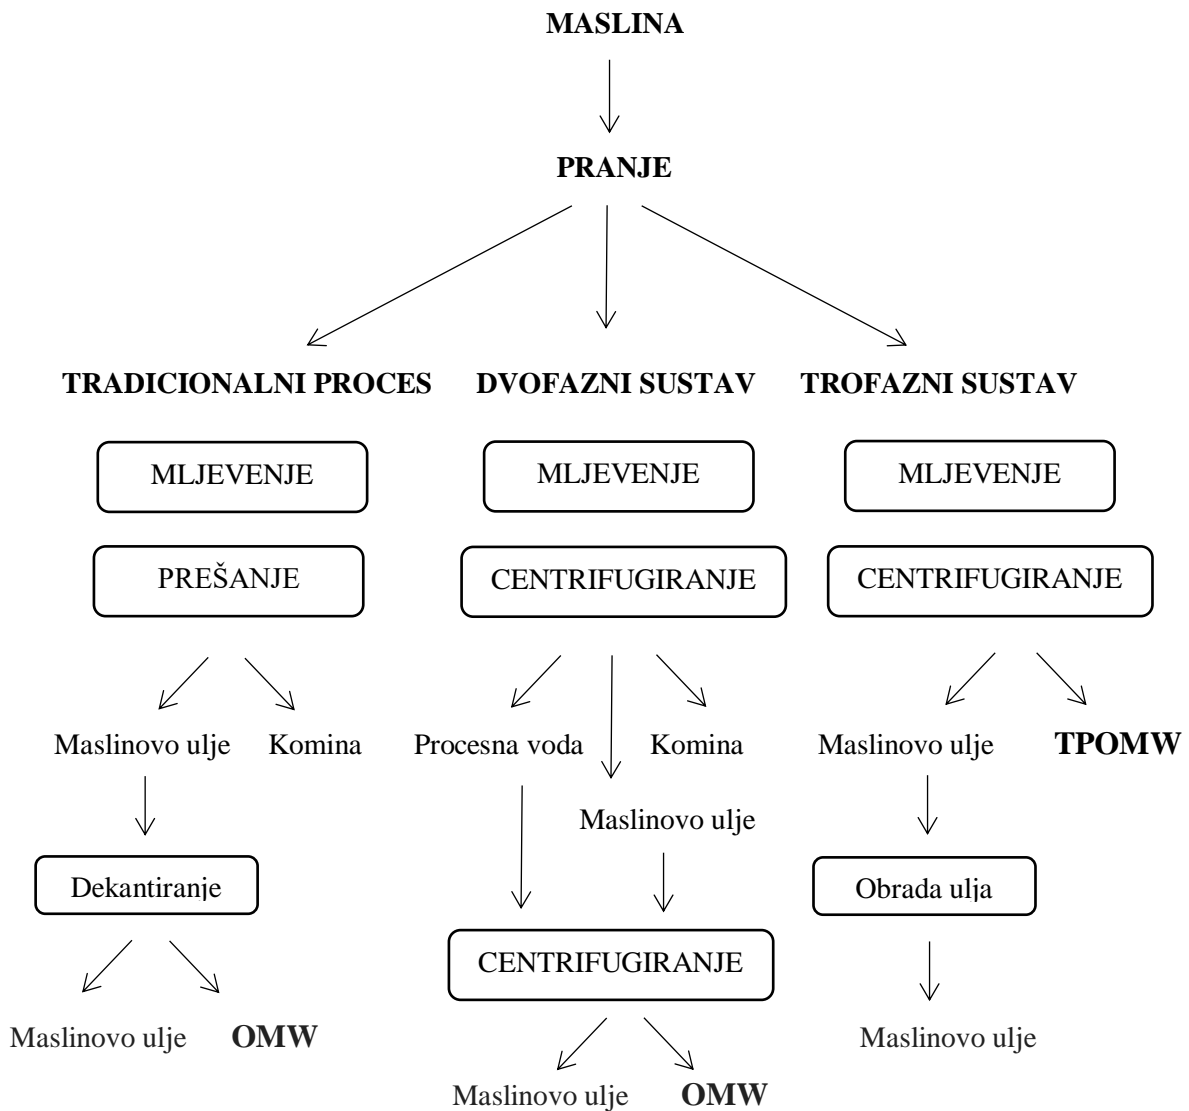 MASLINA
PRANJE
TRADICIONALNI PROCES DVOFAZNI SUSTAV TROFAZNI SUSTAV
MLJEVENJE MLJEVENJE MLJEVENJE
PREŠANJE CENTRIFUGIRANJE CENTRIFUGIRANJE
Maslinovo ulje Komina Procesna voda Komina Maslinovo ulje TPOMW
Maslinovo ulje
Dekantiranje Obrada ulja
CENTRIFUGIRANJE
Maslinovo ulje OMW Maslinovo ulje
Maslinovo ulje OMW